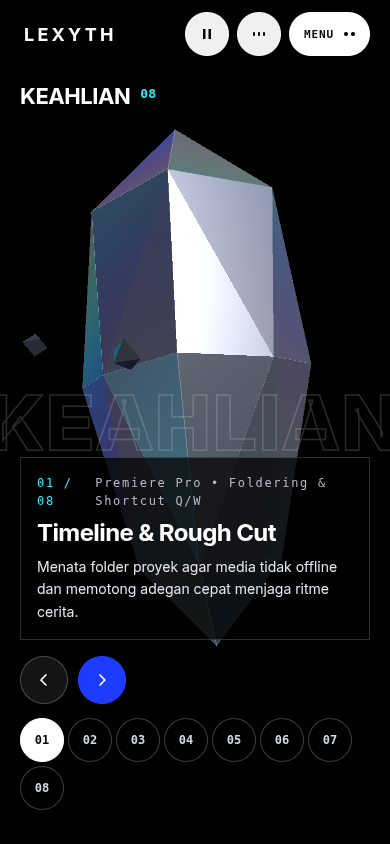 LEXYTH
MENU
KEAHLIAN 08
KEAHLIAN
01 / 08
Premiere Pro • Foldering & Shortcut Q/W
Timeline & Rough Cut
Menata folder proyek agar media tidak offline
dan memotong adegan cepat menjaga ritme
cerita.
01 02 03 04 05 06 07
08